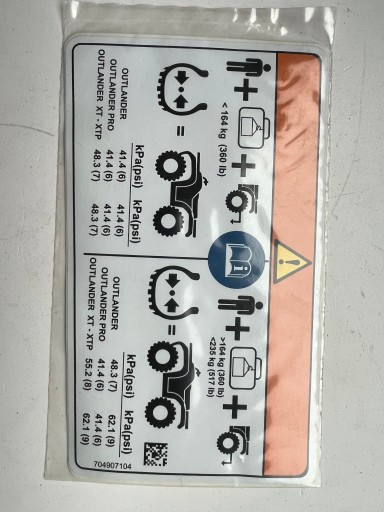 <164 kg (360 lb)
=
kPa(psi) kPa(psi)
OUTLANDER 41.4 (6) 41.4 (6)
OUTLANDER PRO 41.4 (6) 41.4 (6)
OUTLANDER XT - XTP 48.3 (7) 48.3 (7)
>164 kg (360 lb)
<235 kg (517 lb)
=
kPa(psi) kPa(psi)
OUTLANDER 48.3 (7) 62.1 (9)
OUTLANDER PRO 41.4 (6) 41.4 (6)
OUTLANDER XT - XTP 55.2 (8) 62.1 (9)
704907104